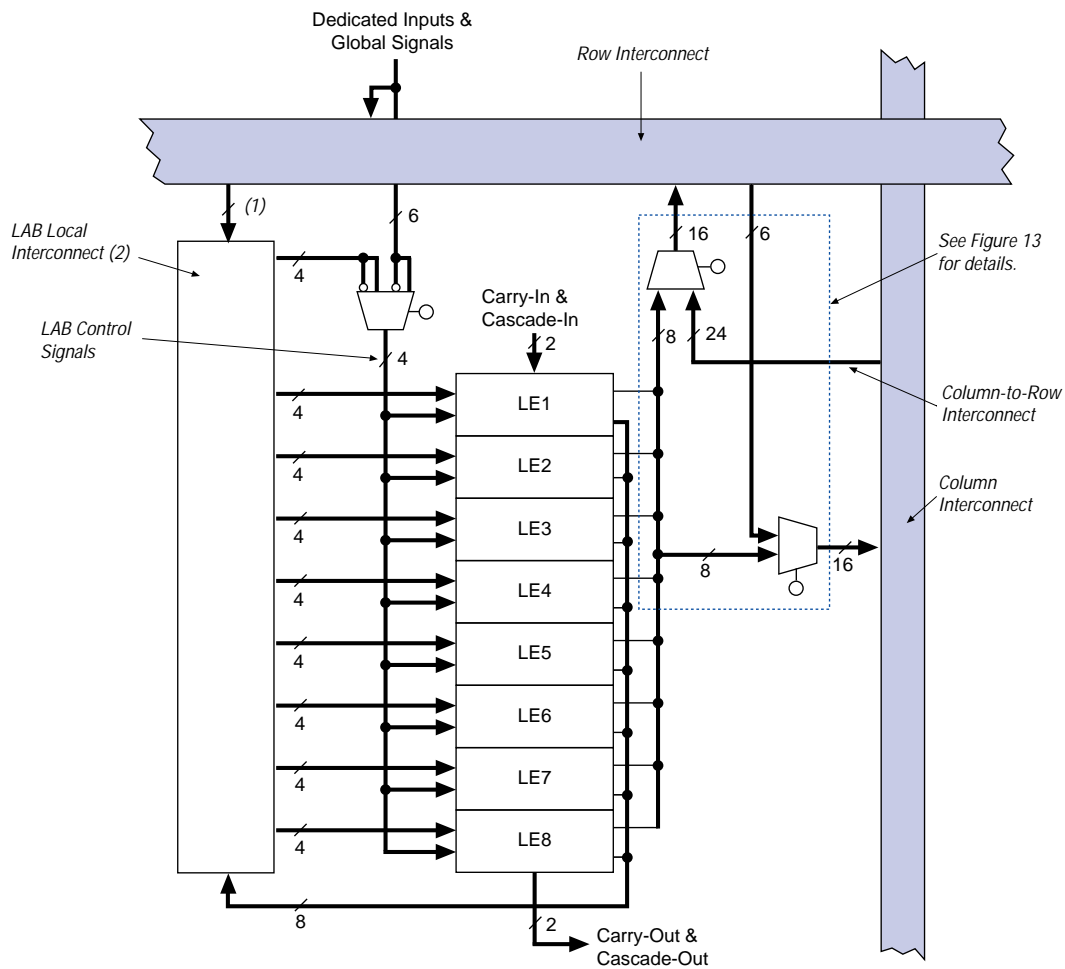 Dedicated Inputs &
Global Signals
Row Interconnect
(1)
6
16
6
LAB Local
Interconnect (2)
See Figure 13
for details.
4
Carry-In &
Cascade-In
LAB Control
Signals
4
2
8
24
Column-to-Row
Interconnect
4
LE1
4
LE2
Column
Interconnect
4
LE3
8
16
4
LE4
4
LE5
4
LE6
4
LE7
4
LE8
8
2
Carry-Out &
Cascade-Out